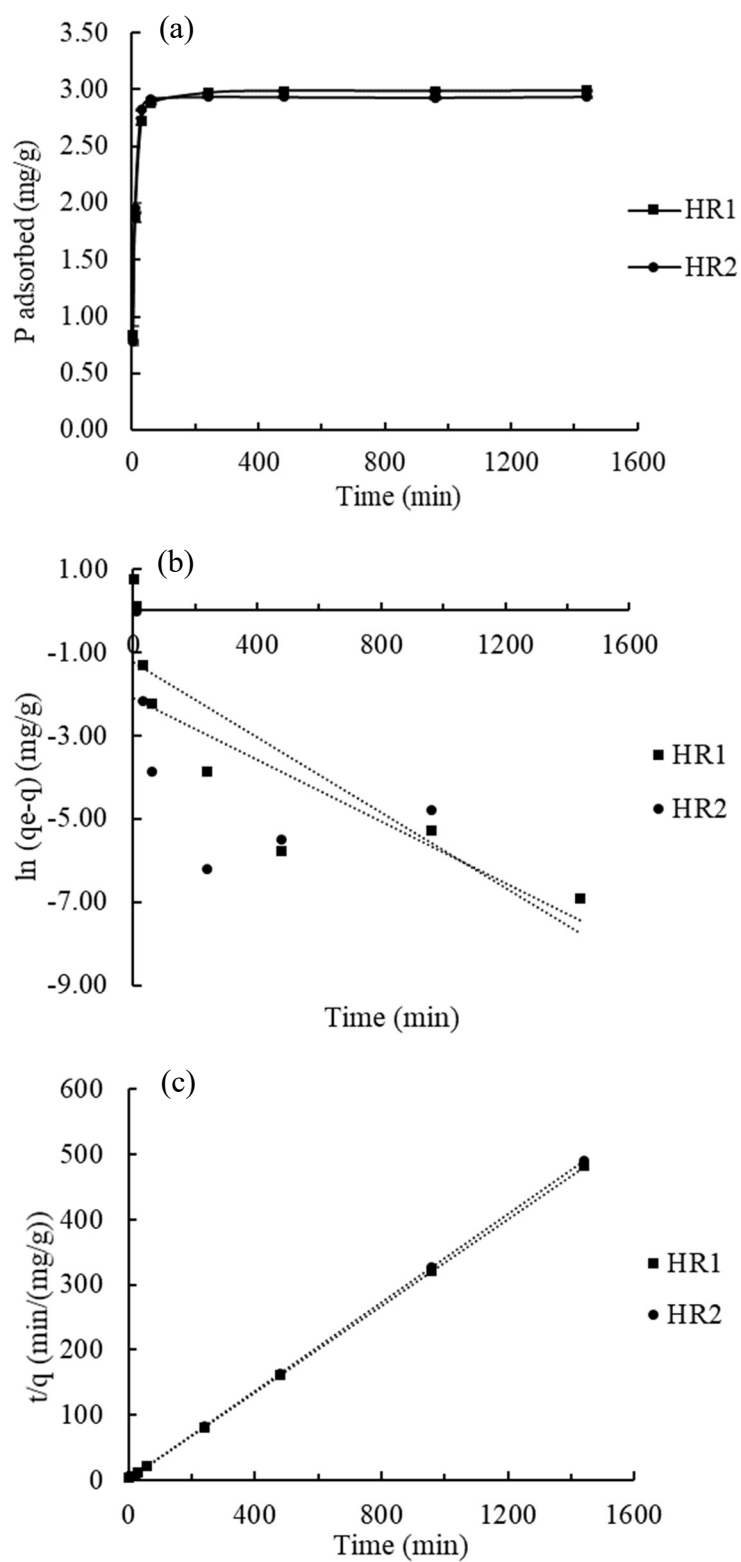 (a)
3.50
3.00
2.50
2.00
1.50
1.00
0.50
0.00
P adsorbed (mg/g)
0 400 800 1200 1600
Time (min)
HR1
HR2
(b)
1.00
-1.00
-3.00
-5.00
-7.00
-9.00
ln (qe-q) (mg/g)
0 400 800 1200 1600
Time (min)
HR1
HR2
(c)
600
500
400
300
200
100
0
t/q (min/(mg/g))
0 400 800 1200 1600
Time (min)
HR1
HR2